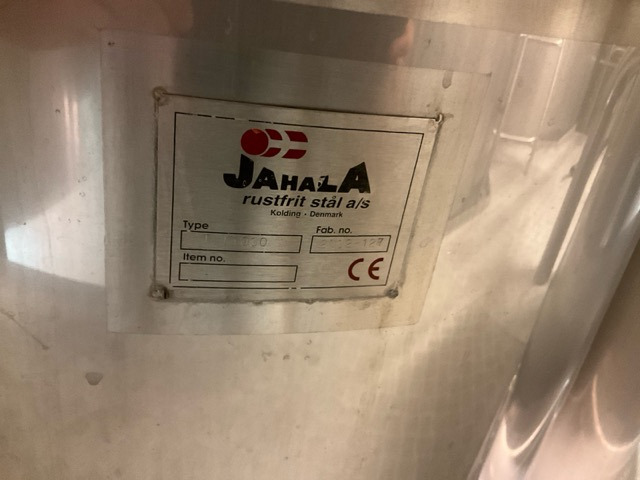 JAHALA
rustfrit stål a/s
Kolding · Denmark
Type
Fab. no.
Item no.
CE